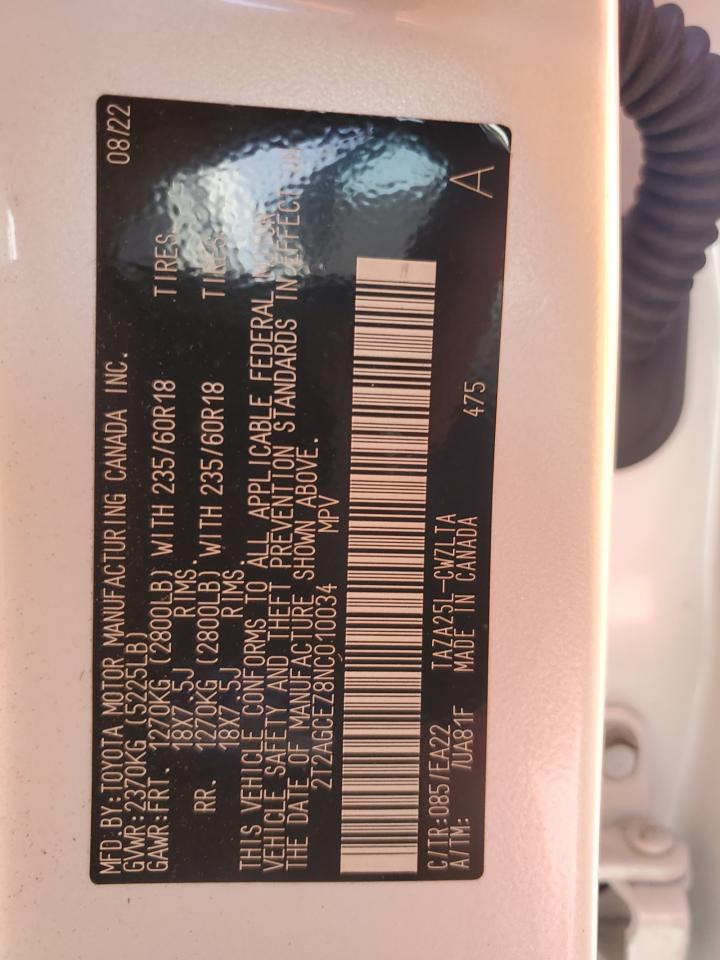 MFD.BY:TOYOTA MOTOR MANUFACTURING CANADA INC. 08/22
GVWR:2370KG (5225LB)
GAWR:FRT. 1270KG (2800LB) WITH 235/60R18 TIRES,
18X7.5J RIMS.
RR. 1270KG (2800LB) WITH 235/60R18 TIRES,
18X7.5J RIMS.
THIS VEHICLE CONFORMS TO ALL APPLICABLE FEDERAL MOTOR
VEHICLE SAFETY AND THEFT PREVENTION STANDARDS IN EFFECT ON
THE DATE OF MANUFACTURE SHOWN ABOVE.
2T2AGCEZ8NC010034 MPV
C/TR:085/EA22 TAZA25L-CWZLTA 475 A
A/TM: /UA81F MADE IN CANADA